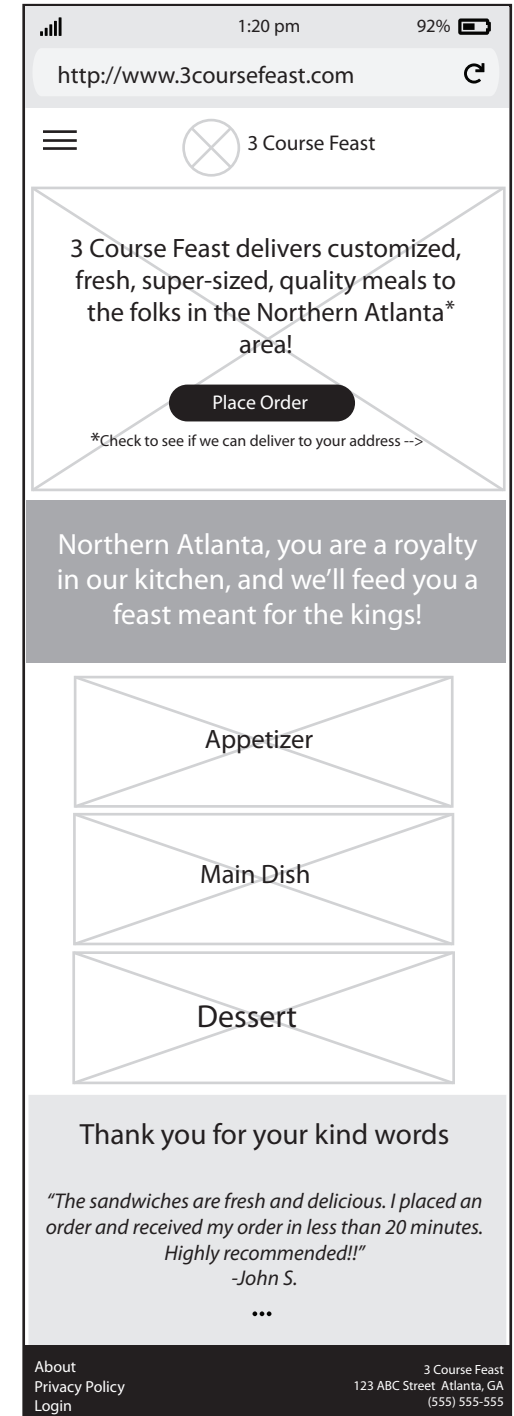 1:20 pm
92%
http://www.3coursefeast.com
3 Course Feast
3 Course Feast delivers customized,
fresh, super-sized, quality meals to
the folks in the Northern Atlanta*
area!
Place Order
*Check to see if we can deliver to your address -->
Northern Atlanta, you are a royalty
in our kitchen, and we’ll feed you a
feast meant for the kings!
Appetizer
Main Dish
Dessert
Thank you for your kind words
“The sandwiches are fresh and delicious. I placed an
order and received my order in less than 20 minutes.
Highly recommended!!”
-John S.
...
About
Privacy Policy
Login
3 Course Feast
123 ABC Street Atlanta, GA
(555) 555-555